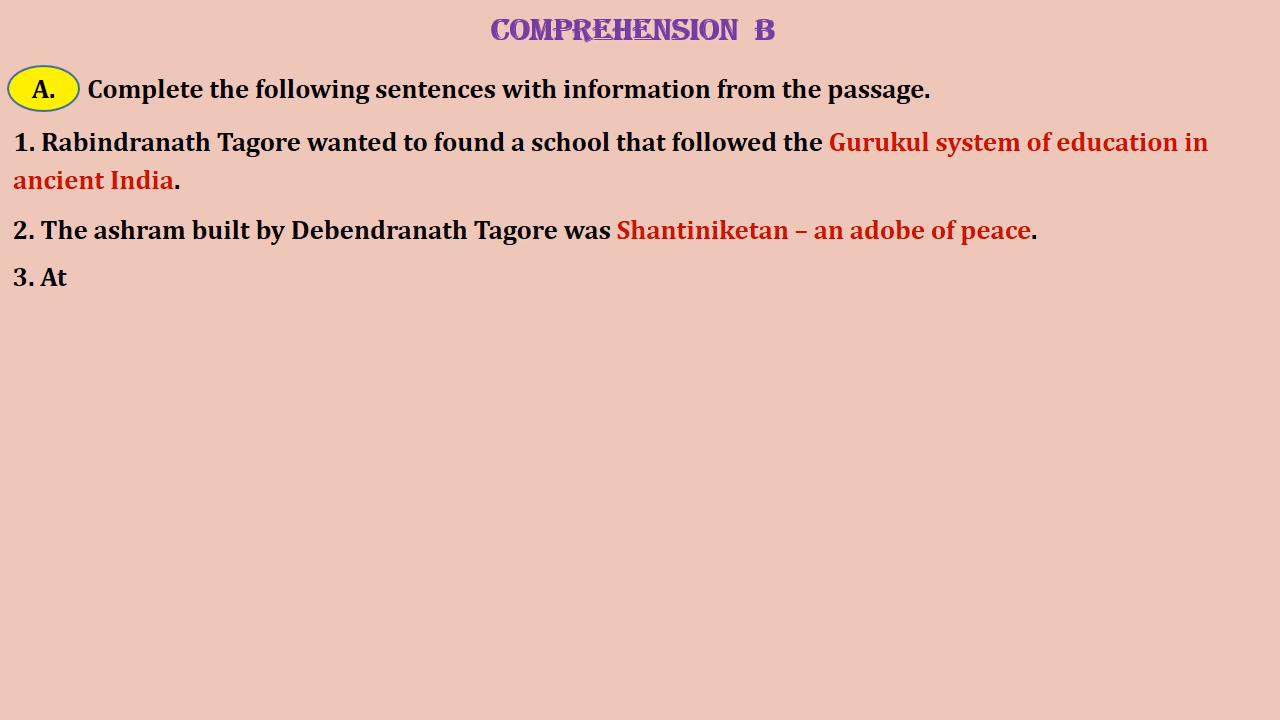 COMPREHENSION B
A. Complete the following sentences with information from the passage.
1. Rabindranath Tagore wanted to found a school that followed the Gurukul system of education in
ancient India.
2. The ashram built by Debendranath Tagore was Shantiniketan – an adobe of peace.
3. At